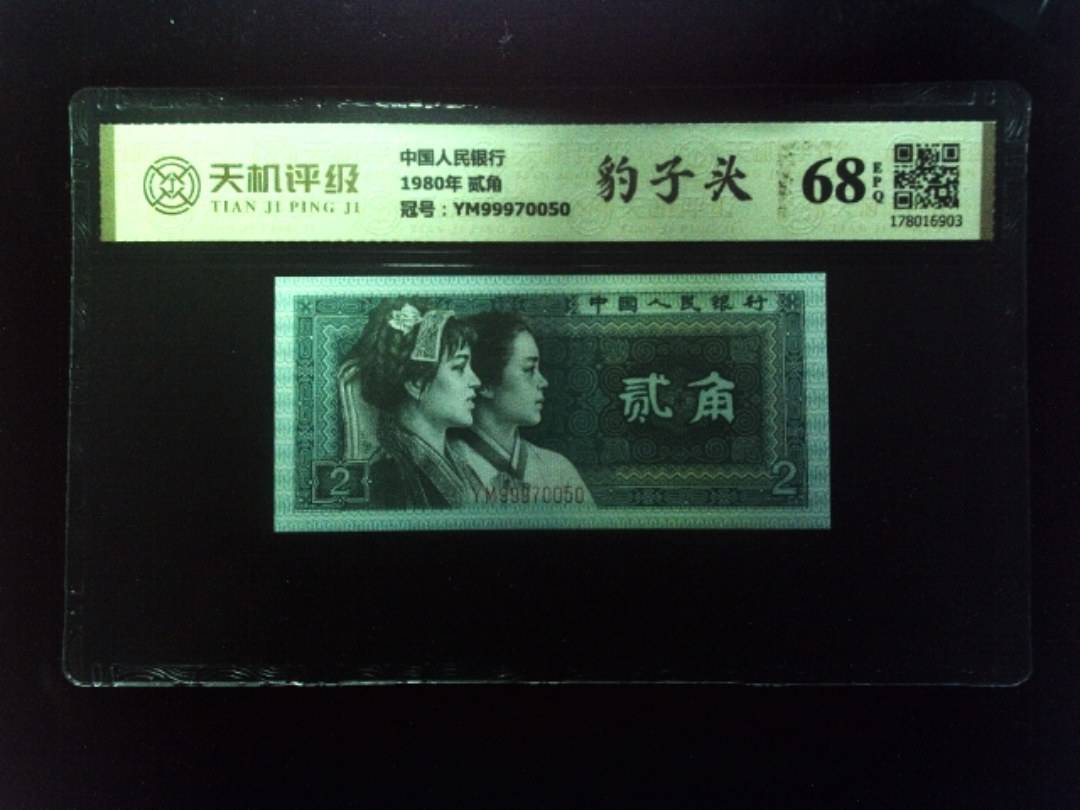 天机评级
TIAN JI PING JI
中国人民银行
1980年 贰角
冠号：YM99970050
豹子头
68
EPQ
178016903
中国人民银行
贰角
2
YM99970050
2